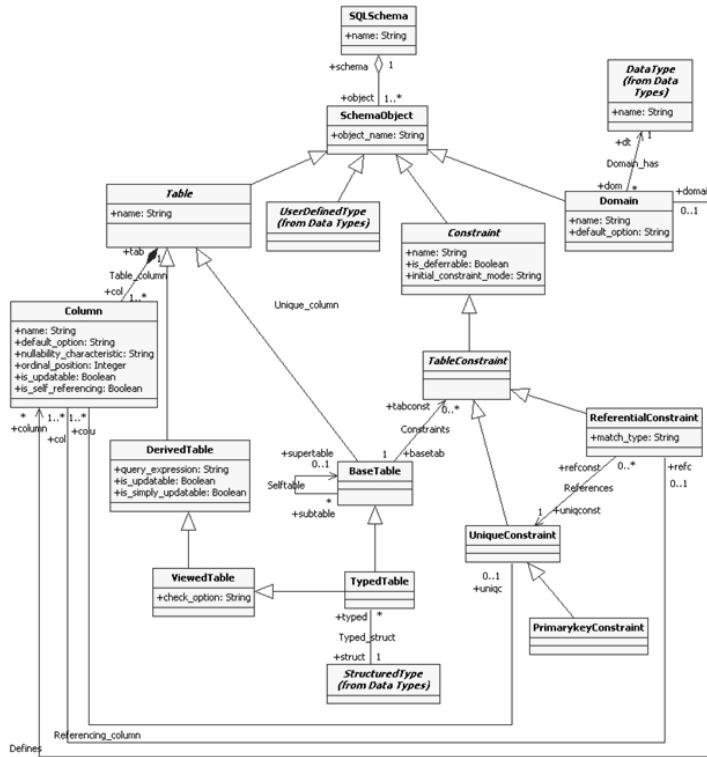 SQLSchema
+name: String
+schema
1
+object
1..*
SchemaObject
+object_name: String
DataType
(from Data
Types)
+name: String
+dt
1
Domain_has
+dom
*
Domain
+name: String
+default_option: String
+domai
0..1
Table
+name: String
UserDefinedType
(from Data Types)
Constraint
+name: String
+is_deferrable: Boolean
+initial_constraint_mode: String
+tab
1
Table_column
+col
1..*
Unique_column
Column
+name: String
+default_option: String
+nullability_characteristic: String
+ordinal_position: Integer
+is_updatable: Boolean
+is_self_referencing: Boolean
*
+column
1..*
+col
1..*
+colu
TableConstraint
+tabconst
0..*
Constraints
1
+basetab
ReferentialConstraint
+match_type: String
+refconst
0..*
References
1
+uniqconst
+refc
0..1
DerivedTable
+query_expression: String
+is_updatable: Boolean
+is_simply_updatable: Boolean
+supertable
0..1
Selftable
*
+subtable
BaseTable
UniqueConstraint
0..1
+uniqc
ViewedTable
+check_option: String
TypedTable
+typed
*
Typed_struct
+struct
1
StructuredType
(from Data Types)
PrimarykeyConstraint
Referencing_column
Defines